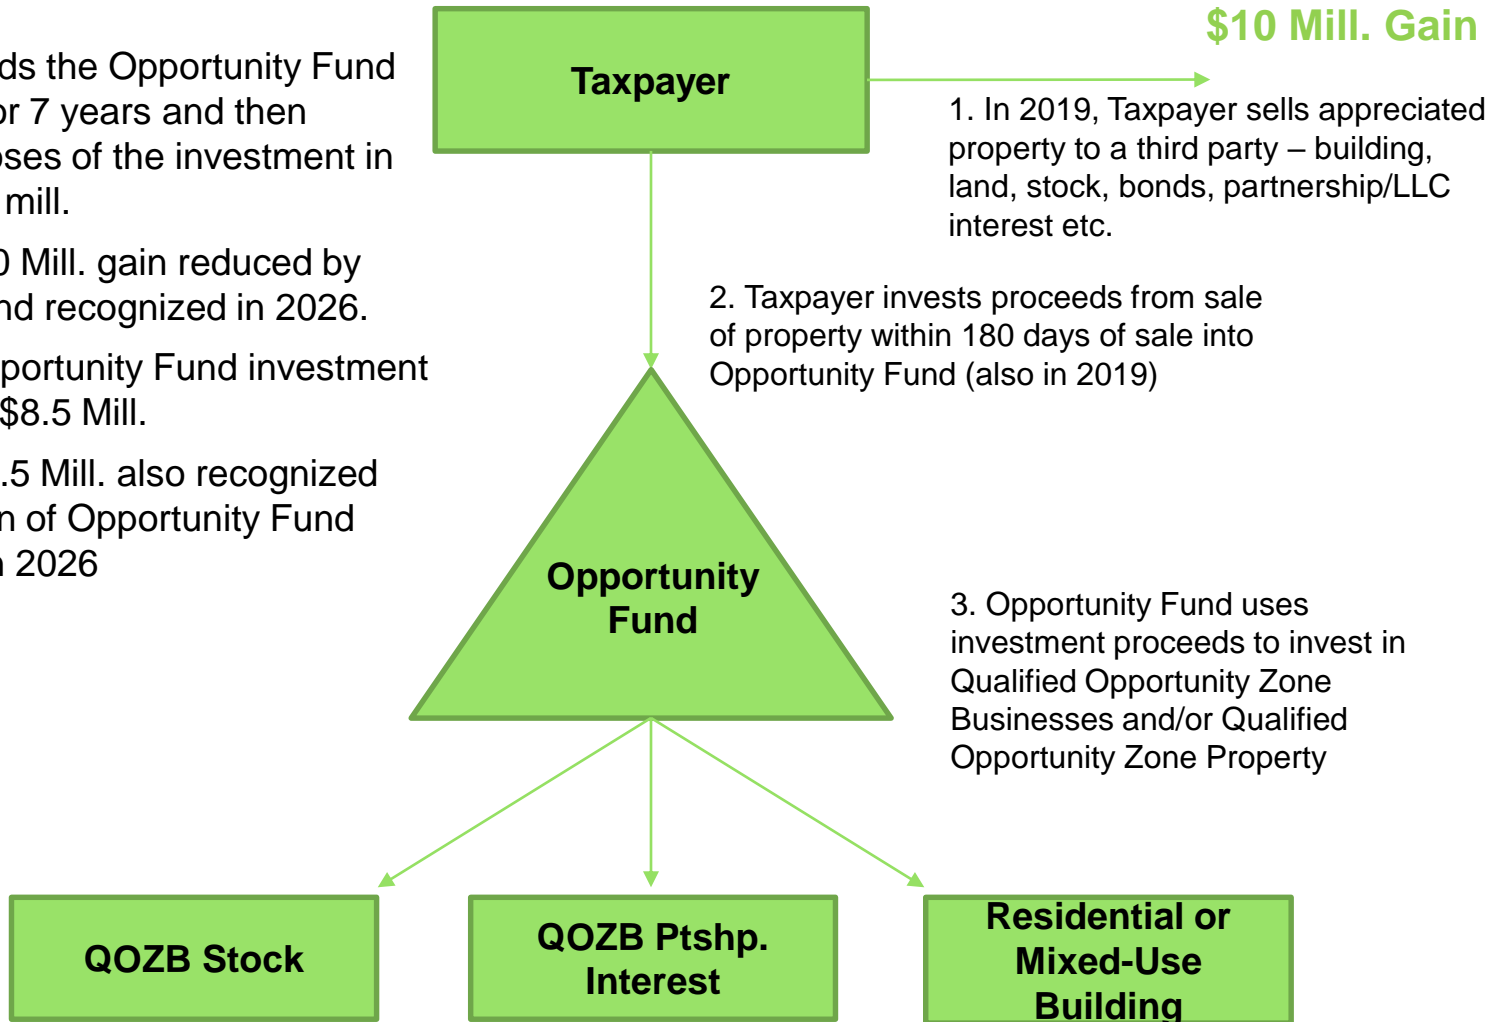 $10 Mill. Gain
Taxpayer
ds the Opportunity Fund
or 7 years and then
oses of the investment in
mill.
0 Mill. gain reduced by
nd recognized in 2026.
portunity Fund investment
$8.5 Mill.
.5 Mill. also recognized
n of Opportunity Fund
2026
1. In 2019, Taxpayer sells appreciated
property to a third party – building,
land, stock, bonds, partnership/LLC
interest etc.
2. Taxpayer invests proceeds from sale
of property within 180 days of sale into
Opportunity Fund (also in 2019)
Opportunity
Fund
3. Opportunity Fund uses
investment proceeds to invest in
Qualified Opportunity Zone
Businesses and/or Qualified
Opportunity Zone Property
QOZB Stock
QOZB Ptshp.
Interest
Residential or
Mixed-Use
Building